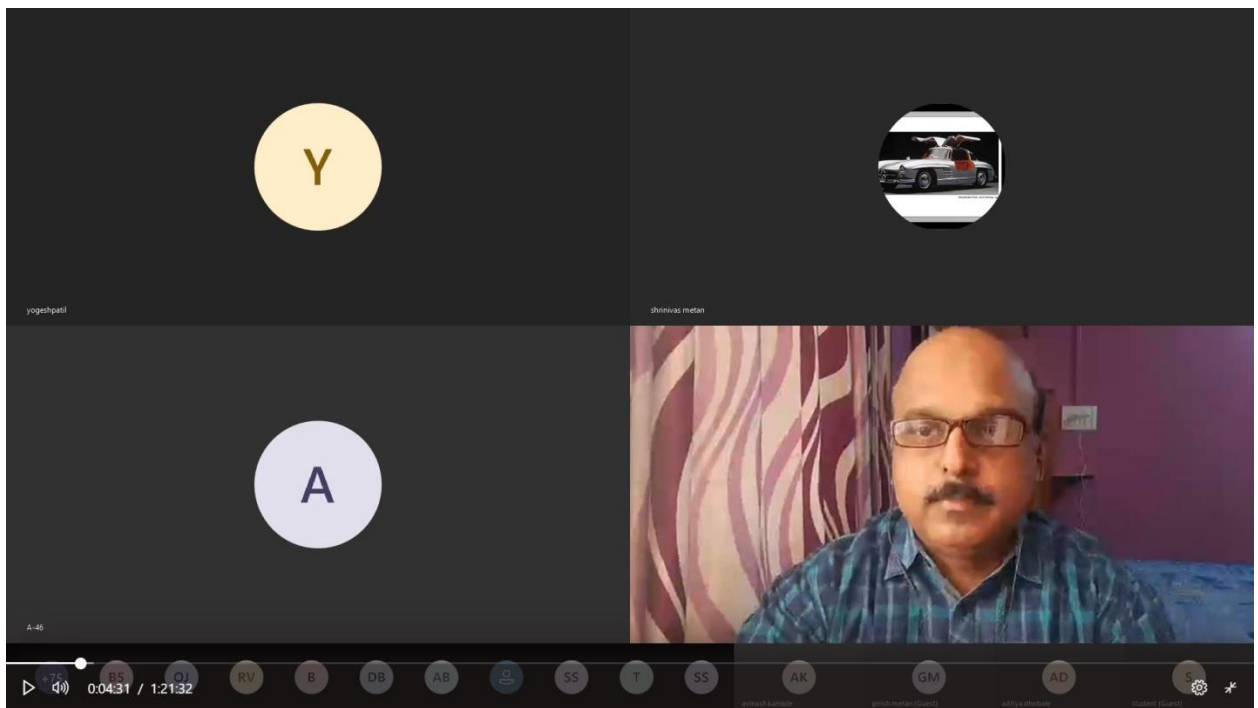 Y
yogeshpatil
shrinivas metan
A
A-46
+75 BS OJ RV B DB AB SS T SS AK GM AD S
0:04:31 / 1:21:32
avinash kamble girish metan (Guest) aditya dhobale student (Guest)